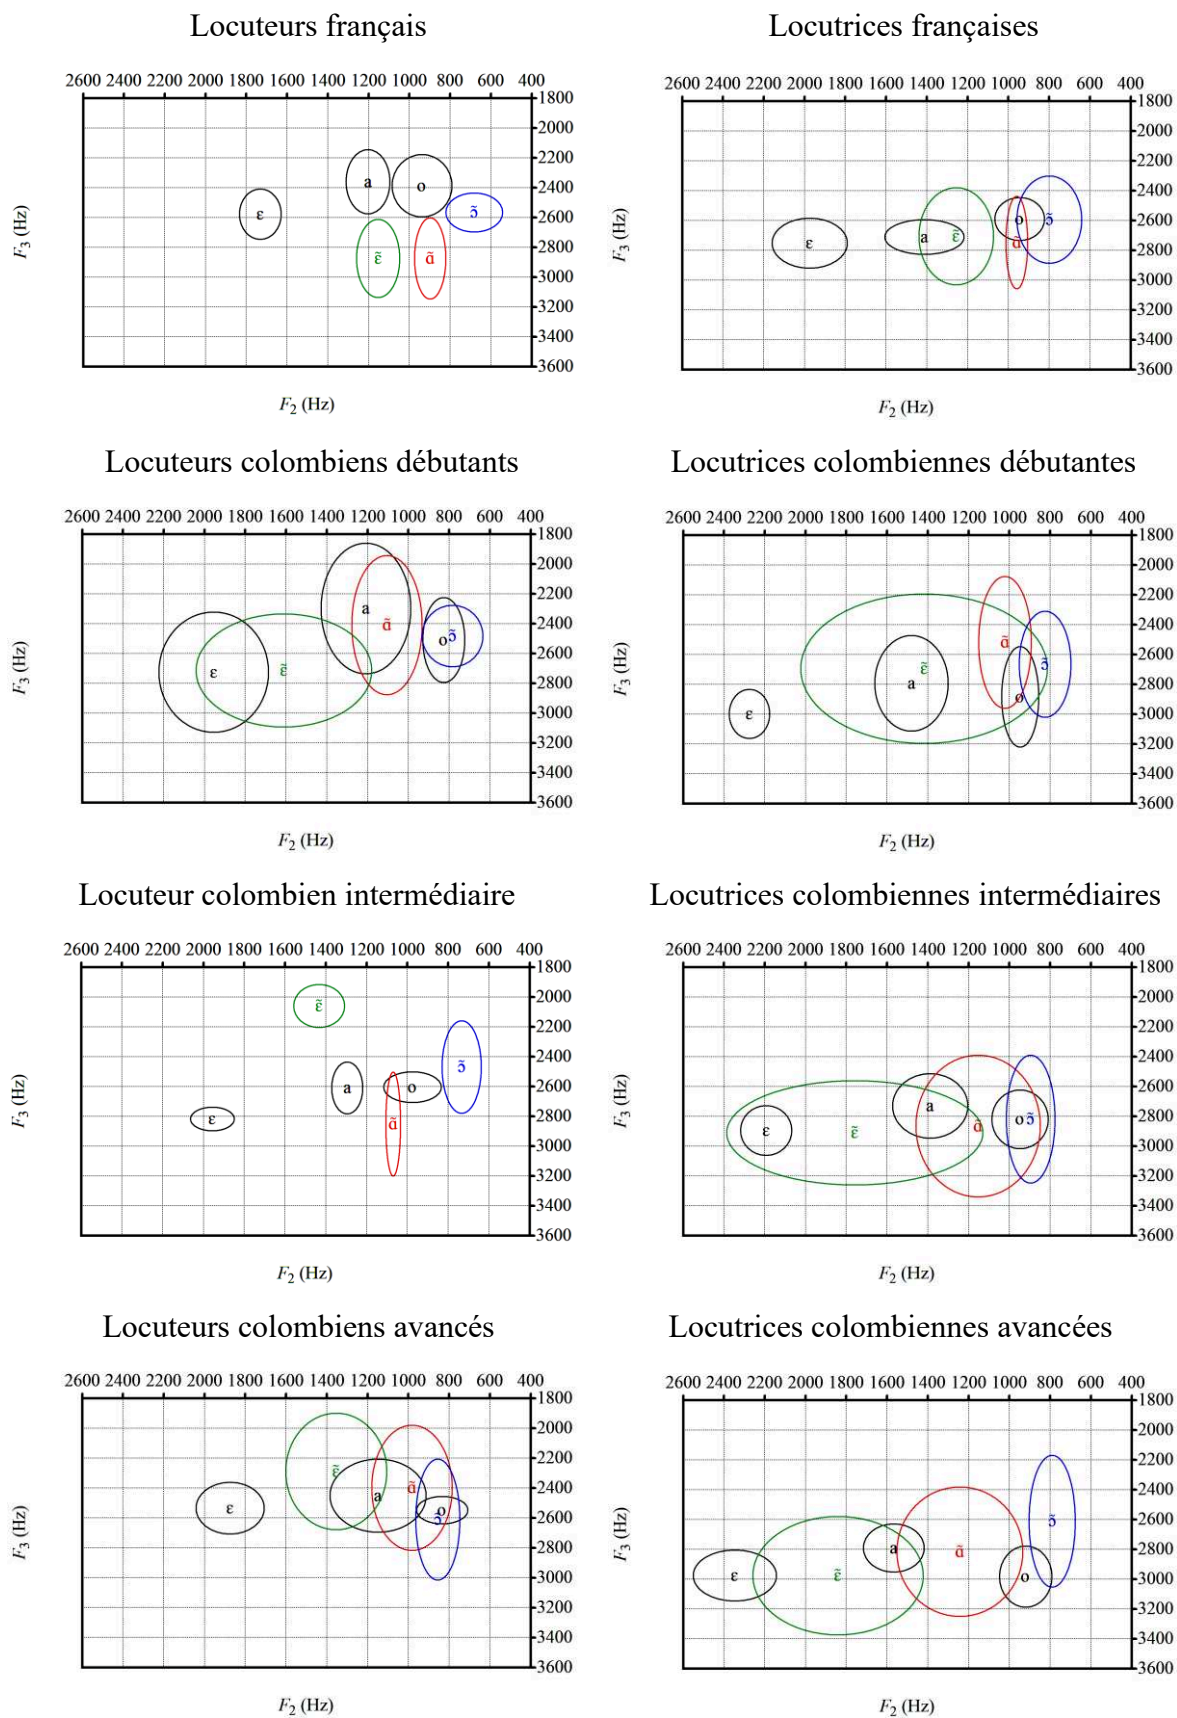 Locuteurs français
2600 2400 2200 2000 1800 1600 1400 1200 1000 800 600 400
1800
2000
2200
2400
2600
2800
3000
3200
3400
3600
a
o
ɛ
ɔ̃
ɛ̃
ɑ̃
F3 (Hz)
F2 (Hz)
Locutrices françaises
2600 2400 2200 2000 1800 1600 1400 1200 1000 800 600 400
1800
2000
2200
2400
2600
2800
3000
3200
3400
3600
o
ɔ̃
a
ɛ̃
ɑ̃
ɛ
F3 (Hz)
F2 (Hz)
Locuteurs colombiens débutants
2600 2400 2200 2000 1800 1600 1400 1200 1000 800 600 400
1800
2000
2200
2400
2600
2800
3000
3200
3400
3600
a
ɑ̃
o
ɔ̃
ɛ
ɛ̃
F3 (Hz)
F2 (Hz)
Locutrices colombiennes débutantes
2600 2400 2200 2000 1800 1600 1400 1200 1000 800 600 400
1800
2000
2200
2400
2600
2800
3000
3200
3400
3600
ɑ̃
ɛ̃
ɔ̃
a
o
ɛ
F3 (Hz)
F2 (Hz)
Locuteur colombien intermédiaire
2600 2400 2200 2000 1800 1600 1400 1200 1000 800 600 400
1800
2000
2200
2400
2600
2800
3000
3200
3400
3600
ɛ̃
ɔ̃
a
o
ɛ
ɑ̃
F3 (Hz)
F2 (Hz)
Locutrices colombiennes intermédiaires
2600 2400 2200 2000 1800 1600 1400 1200 1000 800 600 400
1800
2000
2200
2400
2600
2800
3000
3200
3400
3600
a
o
ɔ̃
ɑ̃
ɛ
ɛ̃
F3 (Hz)
F2 (Hz)
Locuteurs colombiens avancés
2600 2400 2200 2000 1800 1600 1400 1200 1000 800 600 400
1800
2000
2200
2400
2600
2800
3000
3200
3400
3600
ɛ̃
ɑ̃
a
ɛ
o
ɔ̃
F3 (Hz)
F2 (Hz)
Locutrices colombiennes avancées
2600 2400 2200 2000 1800 1600 1400 1200 1000 800 600 400
1800
2000
2200
2400
2600
2800
3000
3200
3400
3600
ɔ̃
a
ɑ̃
ɛ
ɛ̃
o
F3 (Hz)
F2 (Hz)